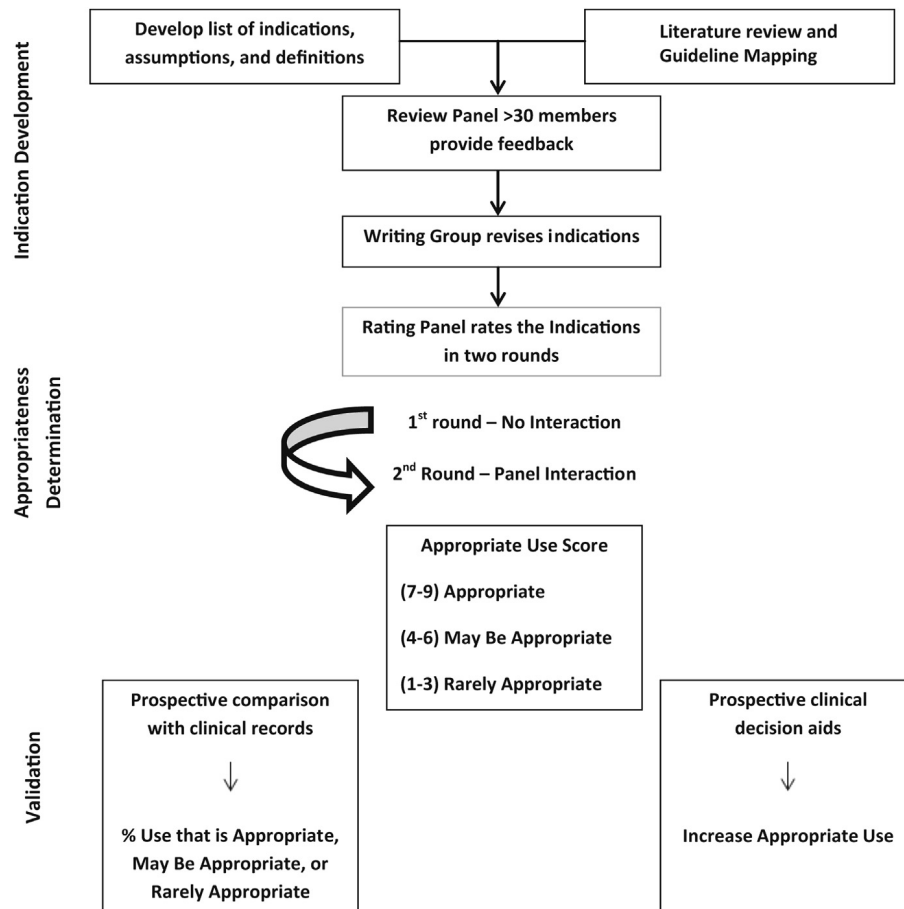 Indication Development
Develop list of indications,
assumptions, and definitions
Literature review and
Guideline Mapping
Review Panel >30 members
provide feedback
Writing Group revises indications
Appropriateness
Determination
Rating Panel rates the Indications
in two rounds
1st round – No Interaction
2nd Round – Panel Interaction
Appropriate Use Score
(7-9) Appropriate
(4-6) May Be Appropriate
(1-3) Rarely Appropriate
Validation
Prospective comparison
with clinical records
% Use that is Appropriate,
May Be Appropriate, or
Rarely Appropriate
Prospective clinical
decision aids
Increase Appropriate Use